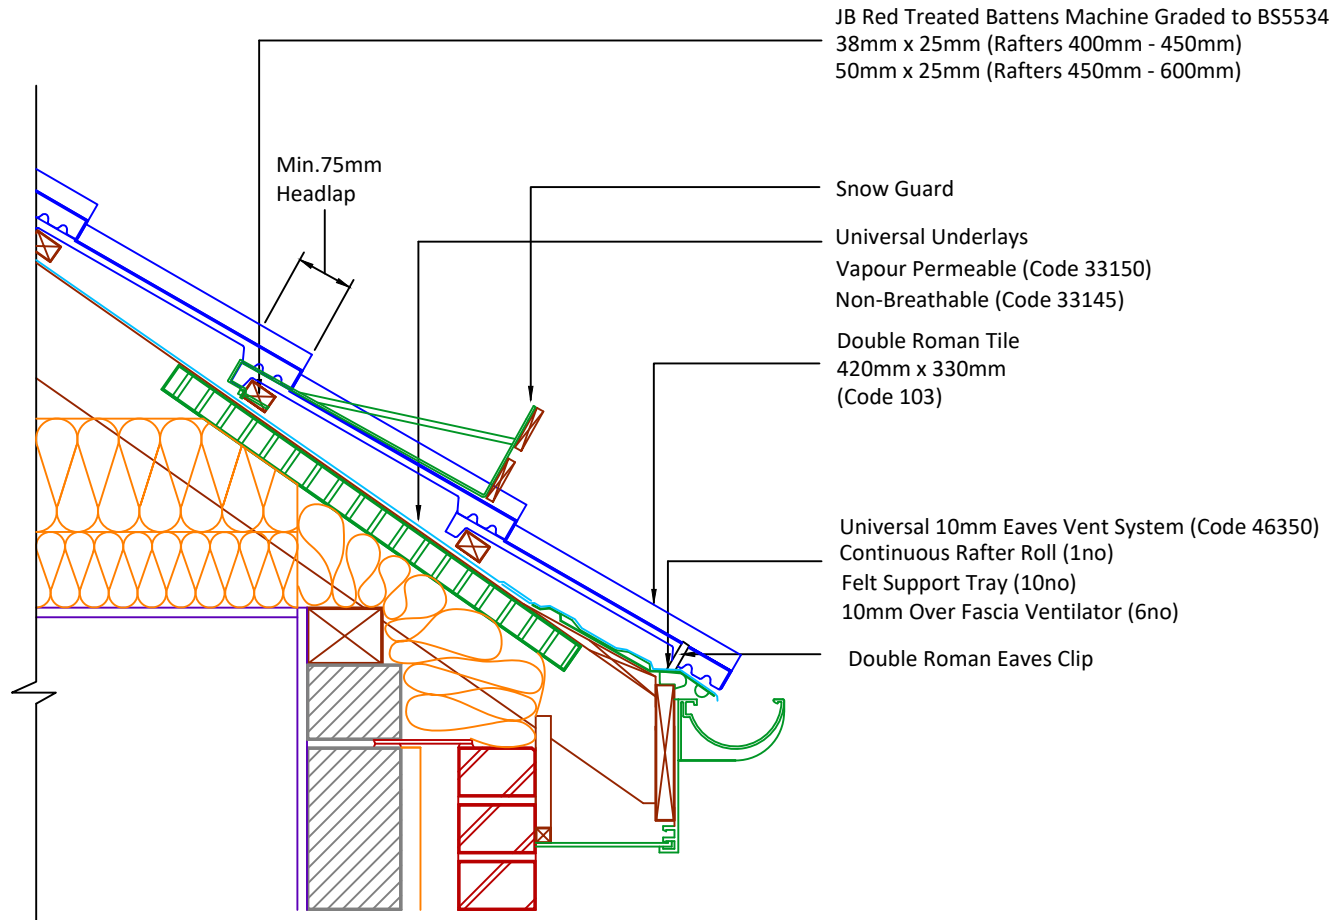 JB Red Treated Battens Machine Graded to BS5534
38mm x 25mm (Rafters 400mm - 450mm)
50mm x 25mm (Rafters 450mm - 600mm)
Min.75mm
Headlap
Snow Guard
Universal Underlays
Vapour Permeable (Code 33150)
Non-Breathable (Code 33145)
Double Roman Tile
420mm x 330mm
(Code 103)
Universal 10mm Eaves Vent System (Code 46350)
Continuous Rafter Roll (1no)
Felt Support Tray (10no)
10mm Over Fascia Ventilator (6no)
Double Roman Eaves Clip